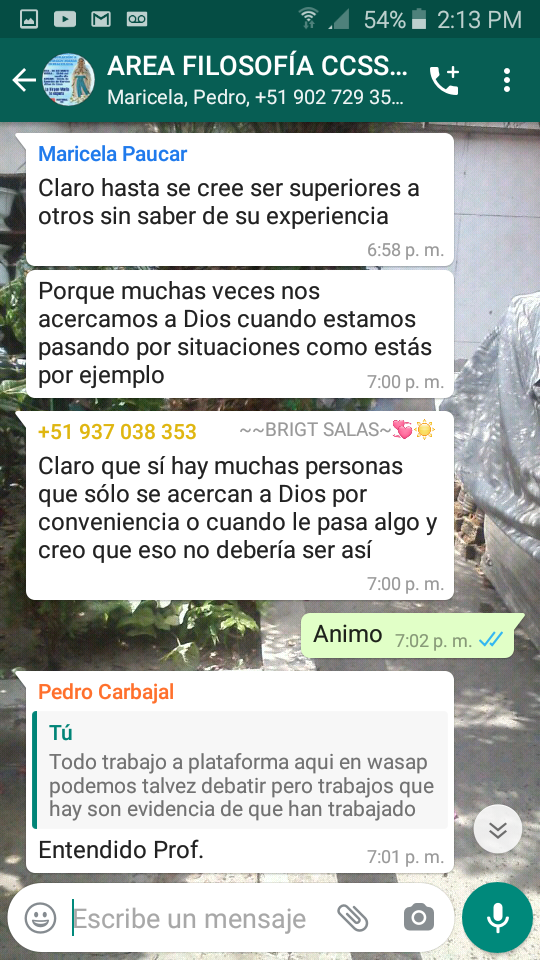 54% 2:13 PM
AREA FILOSOFÍA CCSS...
Maricela, Pedro, +51 902 729 35...
Maricela Paucar
Claro hasta se cree ser superiores a
otros sin saber de su experiencia
6:58 p. m.
Porque muchas veces nos
acercamos a Dios cuando estamos
pasando por situaciones como estás
por ejemplo
7:00 p. m.
+51 937 038 353 ~~BRIGT SALAS~💞☀️
Claro que sí hay muchas personas
que sólo se acercan a Dios por
conveniencia o cuando le pasa algo y
creo que eso no debería ser así
7:00 p. m.
Animo 7:02 p. m.
Pedro Carbajal
Tú
Todo trabajo a plataforma aqui en wasap
podemos talvez debatir pero trabajos que
hay son evidencia de que han trabajado
Entendido Prof.
7:01 p. m.
Escribe un mensaje